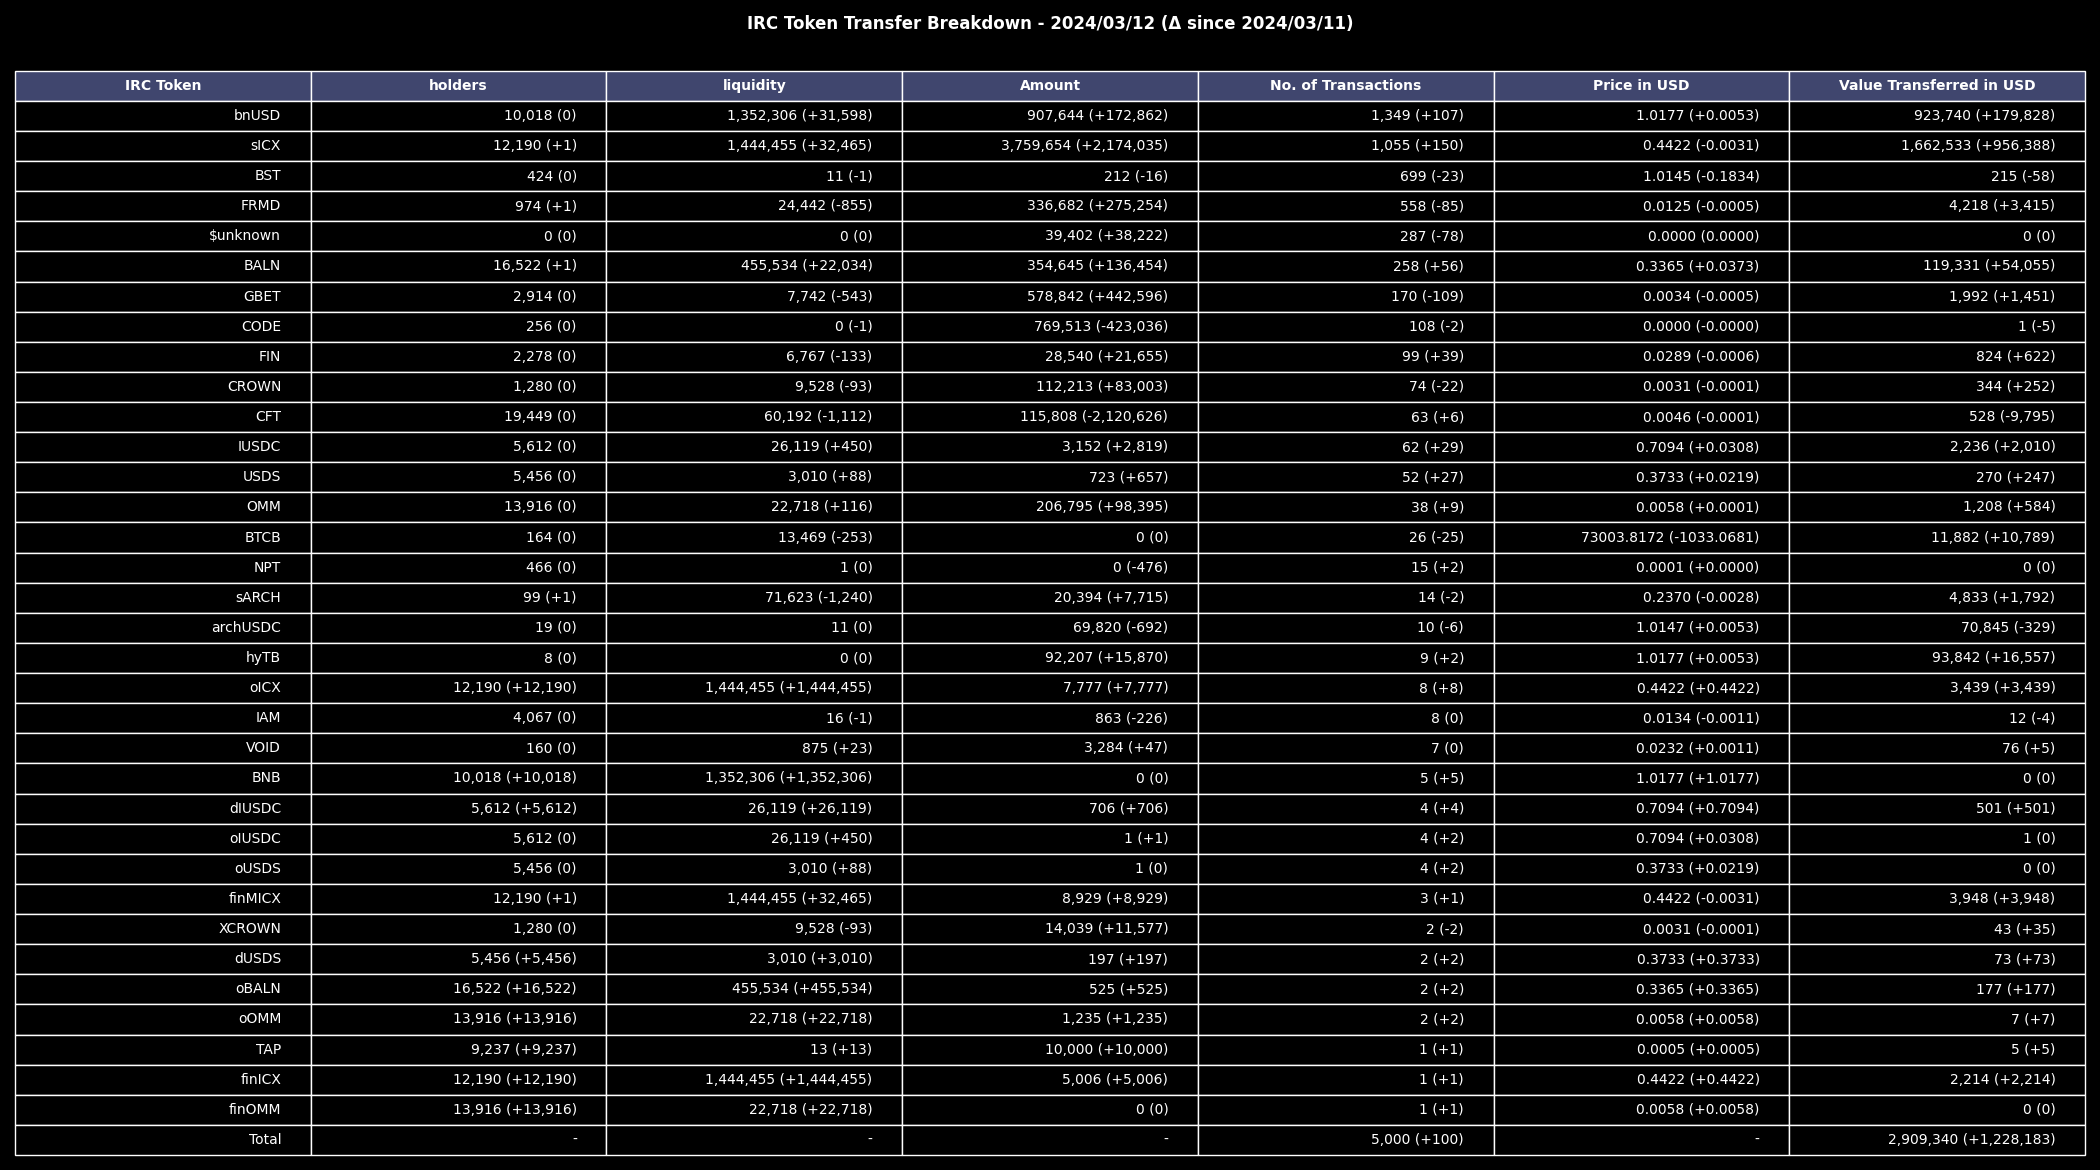 IRC Token Transfer Breakdown - 2024/03/12 (Δ since 2024/03/11)
IRC Token holders liquidity Amount No. of Transactions Price in USD Value Transferred in USD
bnUSD 10,018 (0) 1,352,306 (+31,598) 907,644 (+172,862) 1,349 (+107) 1.0177 (+0.0053) 923,740 (+179,828)
sICX 12,190 (+1) 1,444,455 (+32,465) 3,759,654 (+2,174,035) 1,055 (+150) 0.4422 (-0.0031) 1,662,533 (+956,388)
BST 424 (0) 11 (-1) 212 (-16) 699 (-23) 1.0145 (-0.1834) 215 (-58)
FRMD 974 (+1) 24,442 (-855) 336,682 (+275,254) 558 (-85) 0.0125 (-0.0005) 4,218 (+3,415)
$unknown 0 (0) 0 (0) 39,402 (+38,222) 287 (-78) 0.0000 (0.0000) 0 (0)
BALN 16,522 (+1) 455,534 (+22,034) 354,645 (+136,454) 258 (+56) 0.3365 (+0.0373) 119,331 (+54,055)
GBET 2,914 (0) 7,742 (-543) 578,842 (+442,596) 170 (-109) 0.0034 (-0.0005) 1,992 (+1,451)
CODE 256 (0) 0 (-1) 769,513 (-423,036) 108 (-2) 0.0000 (-0.0000) 1 (-5)
FIN 2,278 (0) 6,767 (-133) 28,540 (+21,655) 99 (+39) 0.0289 (-0.0006) 824 (+622)
CROWN 1,280 (0) 9,528 (-93) 112,213 (+83,003) 74 (-22) 0.0031 (-0.0001) 344 (+252)
CFT 19,449 (0) 60,192 (-1,112) 115,808 (-2,120,626) 63 (+6) 0.0046 (-0.0001) 528 (-9,795)
IUSDC 5,612 (0) 26,119 (+450) 3,152 (+2,819) 62 (+29) 0.7094 (+0.0308) 2,236 (+2,010)
USDS 5,456 (0) 3,010 (+88) 723 (+657) 52 (+27) 0.3733 (+0.0219) 270 (+247)
OMM 13,916 (0) 22,718 (+116) 206,795 (+98,395) 38 (+9) 0.0058 (+0.0001) 1,208 (+584)
BTCB 164 (0) 13,469 (-253) 0 (0) 26 (-25) 73003.8172 (-1033.0681) 11,882 (+10,789)
NPT 466 (0) 1 (0) 0 (-476) 15 (+2) 0.0001 (+0.0000) 0 (0)
sARCH 99 (+1) 71,623 (-1,240) 20,394 (+7,715) 14 (-2) 0.2370 (-0.0028) 4,833 (+1,792)
archUSDC 19 (0) 11 (0) 69,820 (-692) 10 (-6) 1.0147 (+0.0053) 70,845 (-329)
hyTB 8 (0) 0 (0) 92,207 (+15,870) 9 (+2) 1.0177 (+0.0053) 93,842 (+16,557)
oICX 12,190 (+12,190) 1,444,455 (+1,444,455) 7,777 (+7,777) 8 (+8) 0.4422 (+0.4422) 3,439 (+3,439)
IAM 4,067 (0) 16 (-1) 863 (-226) 8 (0) 0.0134 (-0.0011) 12 (-4)
VOID 160 (0) 875 (+23) 3,284 (+47) 7 (0) 0.0232 (+0.0011) 76 (+5)
BNB 10,018 (+10,018) 1,352,306 (+1,352,306) 0 (0) 5 (+5) 1.0177 (+1.0177) 0 (0)
dIUSDC 5,612 (+5,612) 26,119 (+26,119) 706 (+706) 4 (+4) 0.7094 (+0.7094) 501 (+501)
oIUSDC 5,612 (0) 26,119 (+450) 1 (+1) 4 (+2) 0.7094 (+0.0308) 1 (0)
oUSDS 5,456 (0) 3,010 (+88) 1 (0) 4 (+2) 0.3733 (+0.0219) 0 (0)
finMICX 12,190 (+1) 1,444,455 (+32,465) 8,929 (+8,929) 3 (+1) 0.4422 (-0.0031) 3,948 (+3,948)
XCROWN 1,280 (0) 9,528 (-93) 14,039 (+11,577) 2 (-2) 0.0031 (-0.0001) 43 (+35)
dUSDS 5,456 (+5,456) 3,010 (+3,010) 197 (+197) 2 (+2) 0.3733 (+0.3733) 73 (+73)
oBALN 16,522 (+16,522) 455,534 (+455,534) 525 (+525) 2 (+2) 0.3365 (+0.3365) 177 (+177)
oOMM 13,916 (+13,916) 22,718 (+22,718) 1,235 (+1,235) 2 (+2) 0.0058 (+0.0058) 7 (+7)
TAP 9,237 (+9,237) 13 (+13) 10,000 (+10,000) 1 (+1) 0.0005 (+0.0005) 5 (+5)
finICX 12,190 (+12,190) 1,444,455 (+1,444,455) 5,006 (+5,006) 1 (+1) 0.4422 (+0.4422) 2,214 (+2,214)
finOMM 13,916 (+13,916) 22,718 (+22,718) 0 (0) 1 (+1) 0.0058 (+0.0058) 0 (0)
Total - - - 5,000 (+100) - 2,909,340 (+1,228,183)